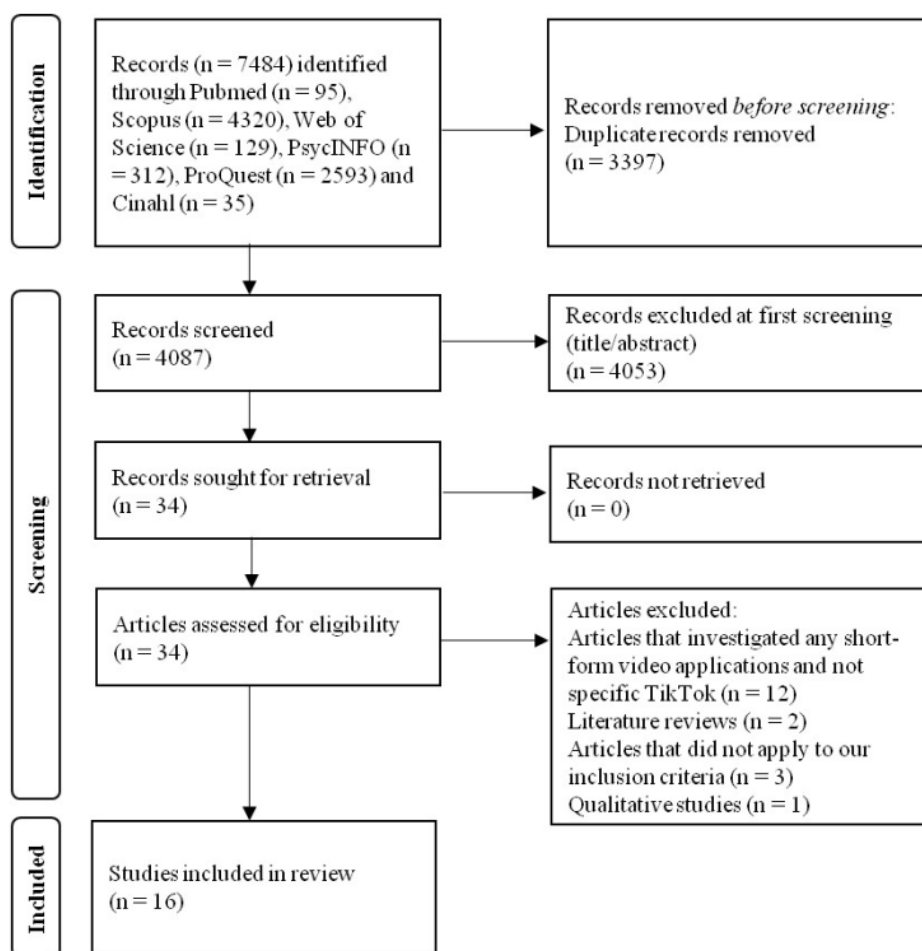 Identification
Records (n = 7484) identified
through Pubmed (n = 95),
Scopus (n = 4320), Web of
Science (n = 129), PsycINFO (n
= 312), ProQuest (n = 2593) and
Cinahl (n = 35)
Records removed before screening:
Duplicate records removed
(n = 3397)
Screening
Records screened
(n = 4087)
Records excluded at first screening
(title/abstract)
(n = 4053)
Records sought for retrieval
(n = 34)
Records not retrieved
(n = 0)
Articles assessed for eligibility
(n = 34)
Articles excluded:
Articles that investigated any short-
form video applications and not
specific TikTok (n = 12)
Literature reviews (n = 2)
Articles that did not apply to our
inclusion criteria (n = 3)
Qualitative studies (n = 1)
Included
Studies included in review
(n = 16)